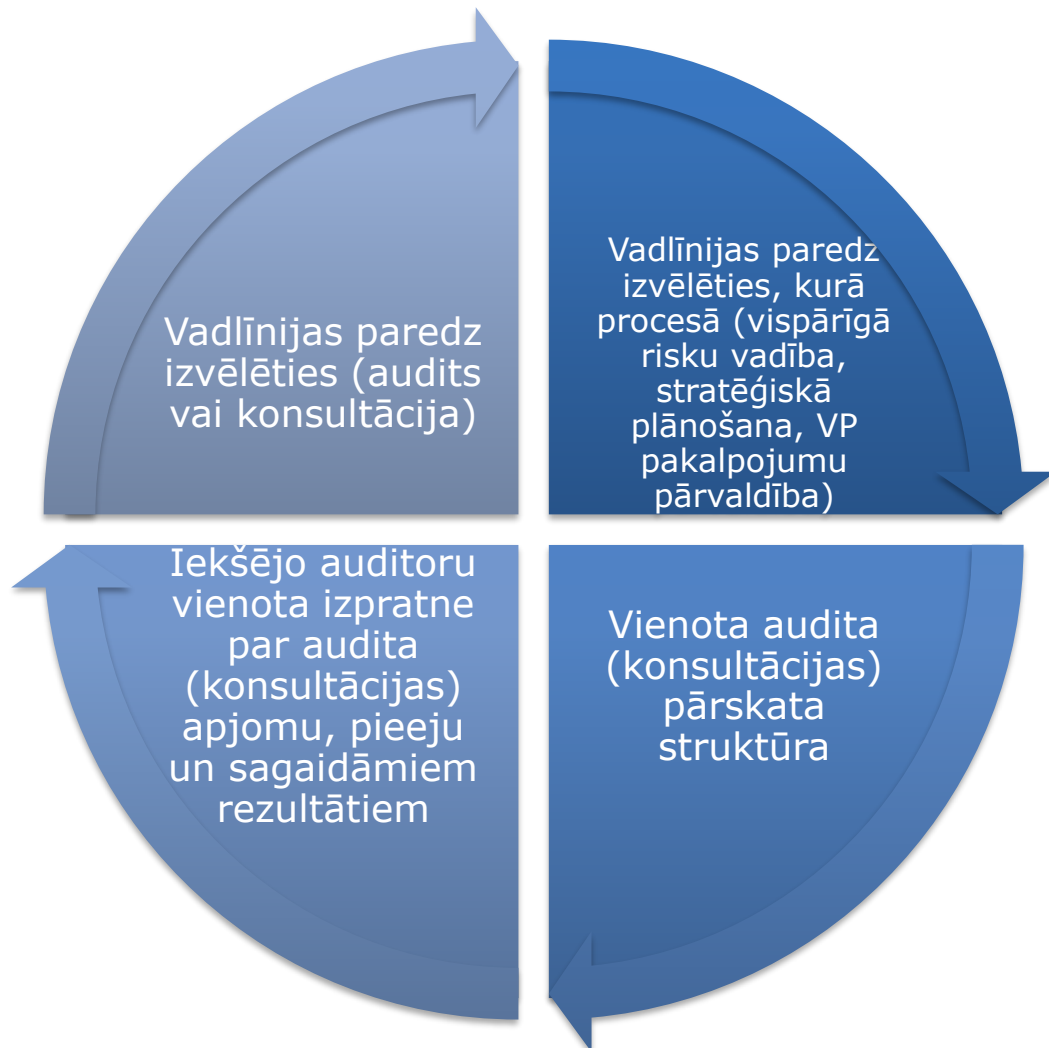 Vadlīnijas paredz
izvēlēties (audits
vai konsultācija)
Vadlīnijas paredz
izvēlēties, kurā
procesā (vispārīgā
risku vadība,
stratēģiskā
plānošana, VP
pakalpojumu
pārvaldība)
Iekšējo auditoru
vienota izpratne
par audita
(konsultācijas)
apjomu, pieeju
un sagaidāmiem
rezultātiem
Vienota audita
(konsultācijas)
pārskata
struktūra